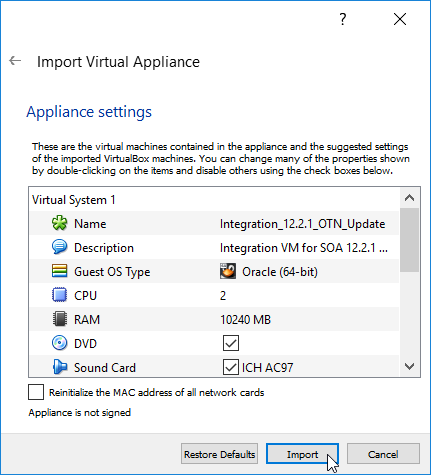 ?
Import Virtual Appliance
Appliance settings
These are the virtual machines contained in the appliance and the suggested settings
of the imported VirtualBox machines. You can change many of the properties shown
by double-clicking on the items and disable others using the check boxes below.
Virtual System 1
Name Integration_12.2.1_OTN_Update
Description Integration VM for SOA 12.2.1 ...
Guest OS Type Oracle (64-bit)
CPU 2
RAM 10240 MB
DVD
Sound Card ICH AC97
Reinitialize the MAC address of all network cards
Appliance is not signed
Restore Defaults Import Cancel